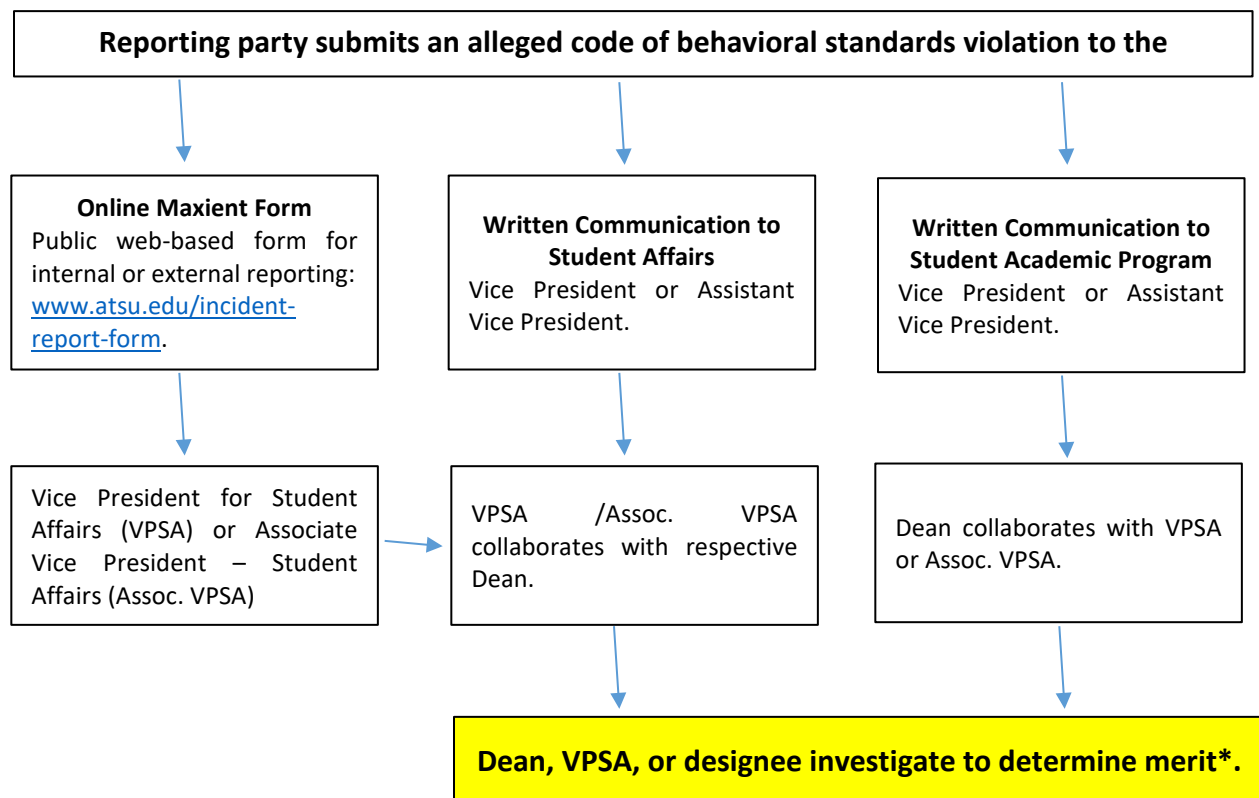 Reporting party submits an alleged code of behavioral standards violation to the
Online Maxient Form
Public web-based form for
internal or external reporting:
www.atsu.edu/incident-
report-form.
Written Communication to
Student Affairs
Vice President or Assistant
Vice President.
Written Communication to
Student Academic Program
Vice President or Assistant
Vice President.
Vice President for Student
Affairs (VPSA) or Associate
Vice President – Student
Affairs (Assoc. VPSA)
VPSA /Assoc. VPSA
collaborates with respective
Dean.
Dean collaborates with VPSA
or Assoc. VPSA.
Dean, VPSA, or designee investigate to determine merit*.